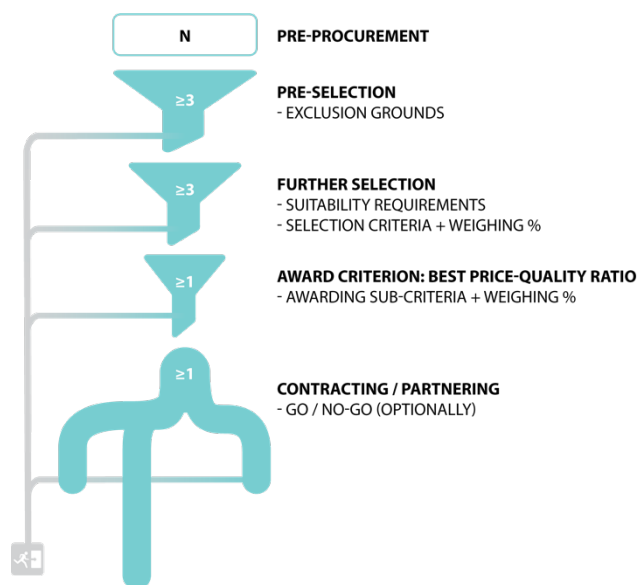 N
PRE-PROCUREMENT
≥3
PRE-SELECTION
- EXCLUSION GROUNDS
≥3
FURTHER SELECTION
- SUITABILITY REQUIREMENTS
- SELECTION CRITERIA + WEIGHING %
≥1
AWARD CRITERION: BEST PRICE-QUALITY RATIO
- AWARDING SUB-CRITERIA + WEIGHING %
≥1
CONTRACTING / PARTNERING
- GO / NO-GO (OPTIONALLY)